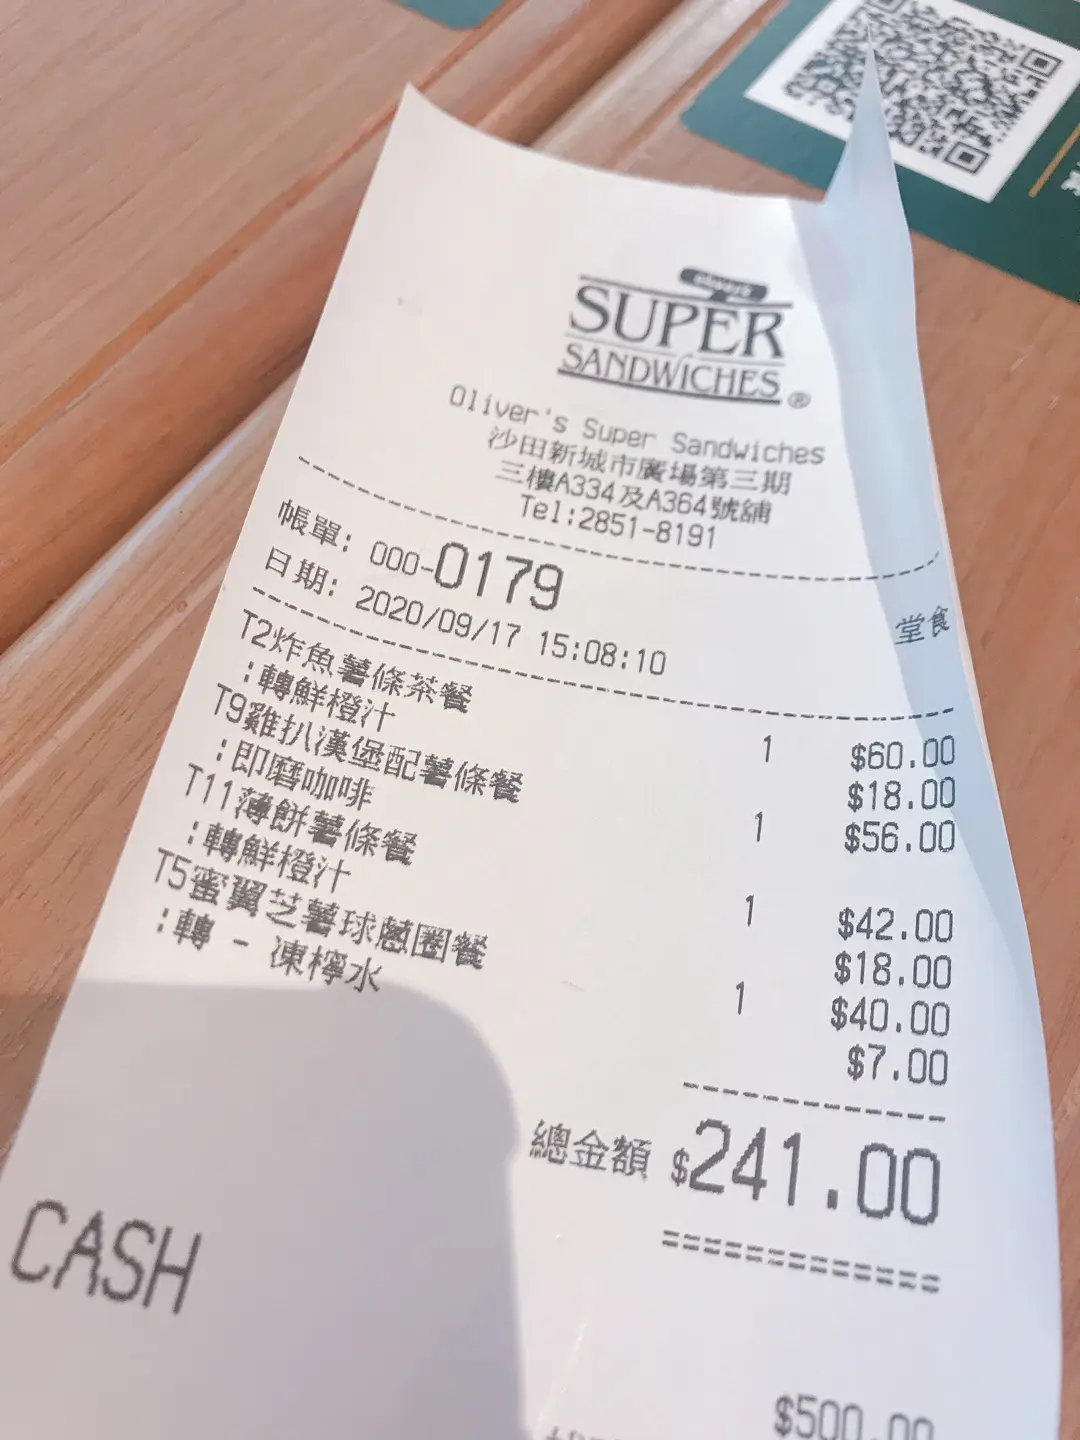 SUPER
SANDWICHES®
Oliver's Super Sandwiches
沙田新城市廣場第三期
三樓A334及A364號舖
Tel:2851-8191
帳單: 000-0179 堂食
日期: 2020/09/17 15:08:10
T2炸魚薯條茶餐 1 $60.00
:轉鮮橙汁 $18.00
T9雞扒漢堡配薯條餐 1 $56.00
:即磨咖啡
T11薄餅薯條餐 1 $42.00
:轉鮮橙汁 $18.00
T5蜜翼芝薯球蔥圈餐 1 $40.00
:轉 - 凍檸水 $7.00
總金額 $241.00
=============
CASH
$500.00